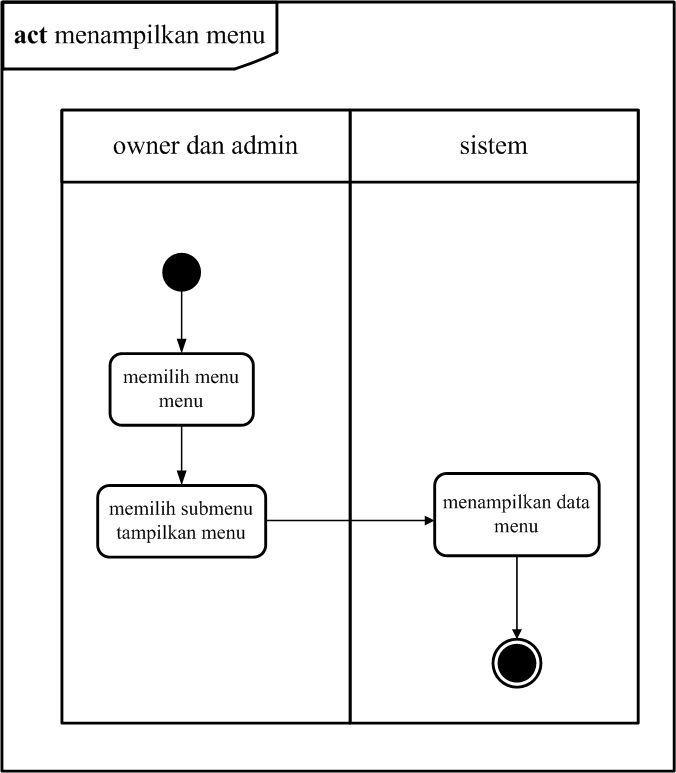 act menampilkan menu
owner dan admin
sistem
memilih menu
menu
memilih submenu
tampilkan menu
menampilkan data
menu